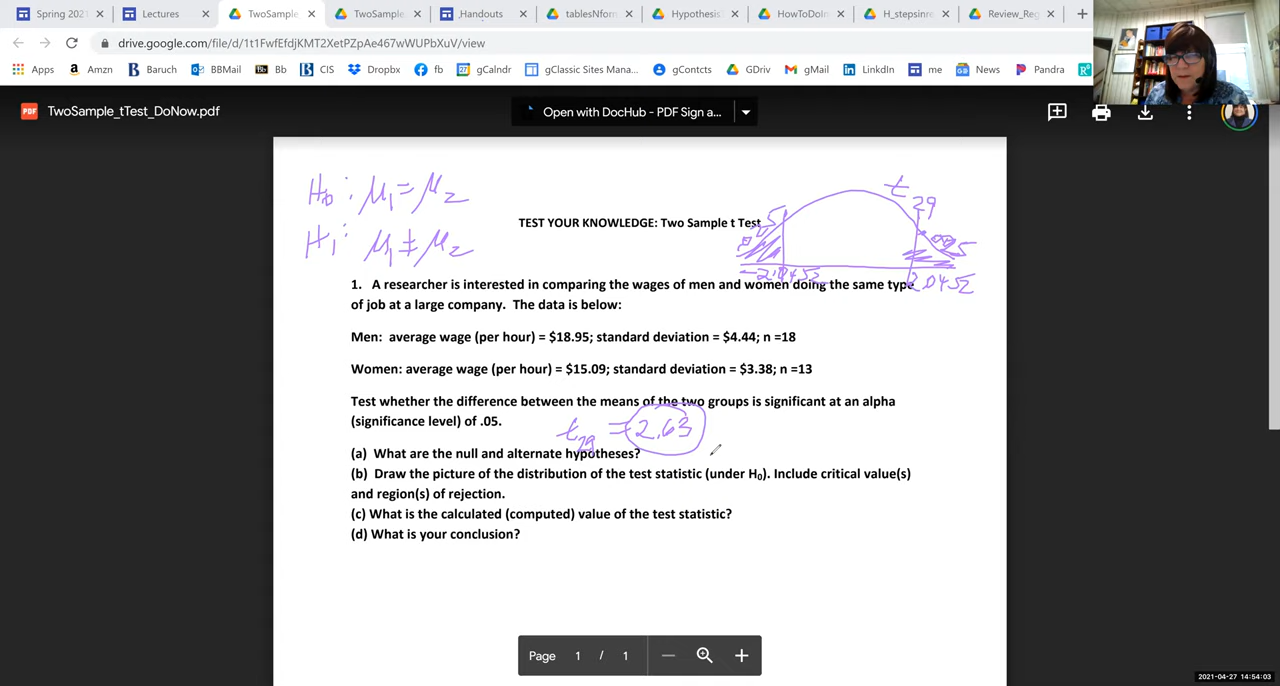 Spring 2021
Lectures
TwoSample_
TwoSample.
_Handouts
tablesNform
Hypothesis
HowToDoIn
H_stepsinre
Review_Reg
drive.google.com/file/d/1t1FwfEfdjKMT2XetPZpAe467wWUPbXuV/view
Apps
Amzn
Baruch
BBMail
Bb
CIS
Dropbx
fb
gCalndr
gClassic Sites Mana...
gContcts
GDriv
gMail
LinkdIn
me
News
Pandra
PDF
TwoSample_tTest_DoNow.pdf
Open with DocHub - PDF Sign a...
H0: μ1 = μ2
H1: μ1 ≠ μ2
t29
-2.0452
2.0452
TEST YOUR KNOWLEDGE: Two Sample t Test
1. A researcher is interested in comparing the wages of men and women doing the same type
of job at a large company. The data is below:
Men: average wage (per hour) = $18.95; standard deviation = $4.44; n =18
Women: average wage (per hour) = $15.09; standard deviation = $3.38; n =13
Test whether the difference between the means of the two groups is significant at an alpha
(significance level) of .05.
t29 = 2.63
(a) What are the null and alternate hypotheses?
(b) Draw the picture of the distribution of the test statistic (under H0). Include critical value(s)
and region(s) of rejection.
(c) What is the calculated (computed) value of the test statistic?
(d) What is your conclusion?
Page 1 / 1
2021-04-27 14:54:03